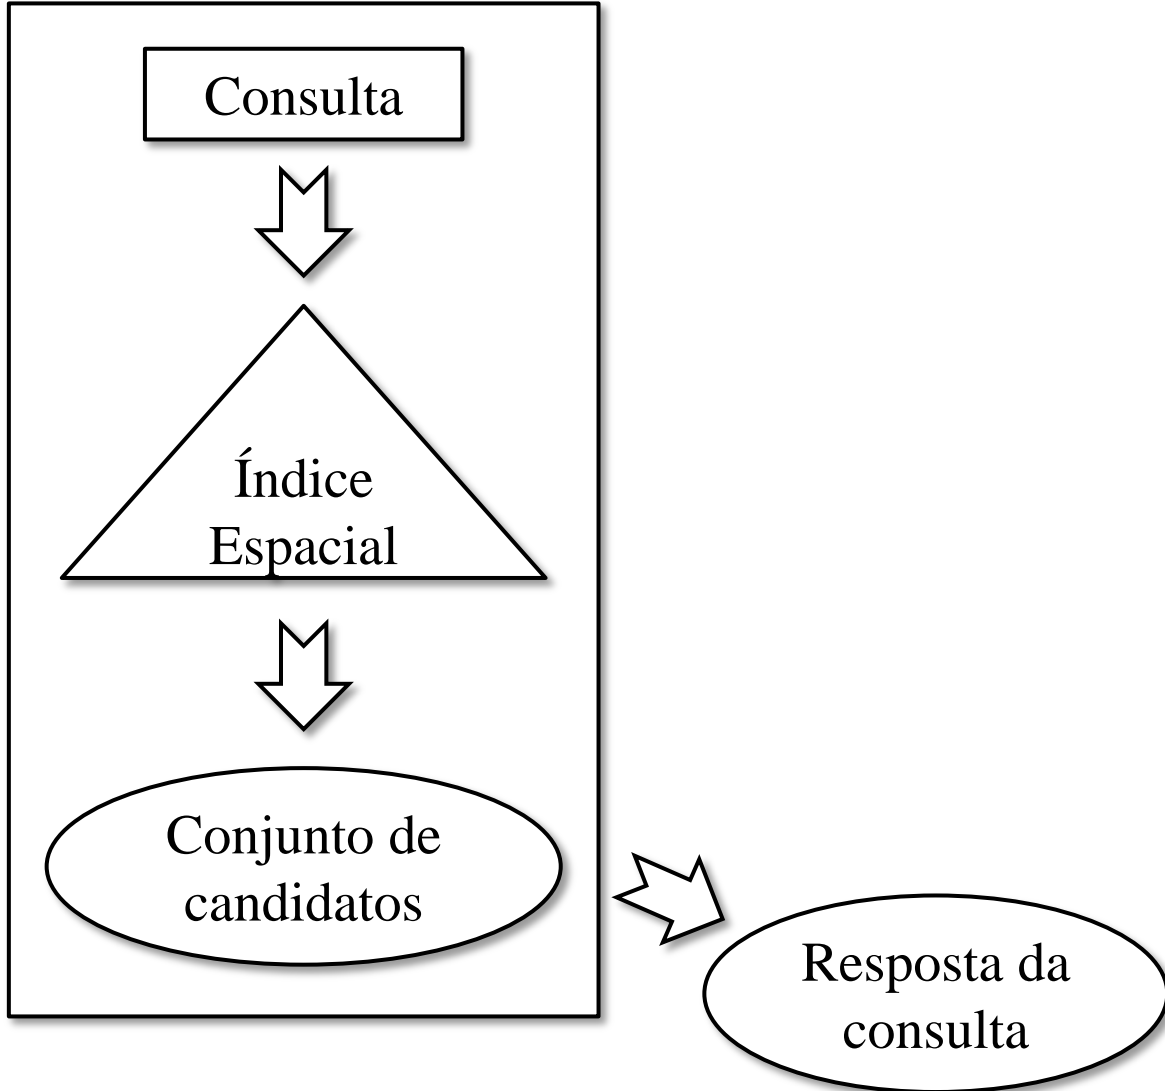 Consulta
Índice
Espacial
Conjunto de
candidatos
Resposta da
consulta